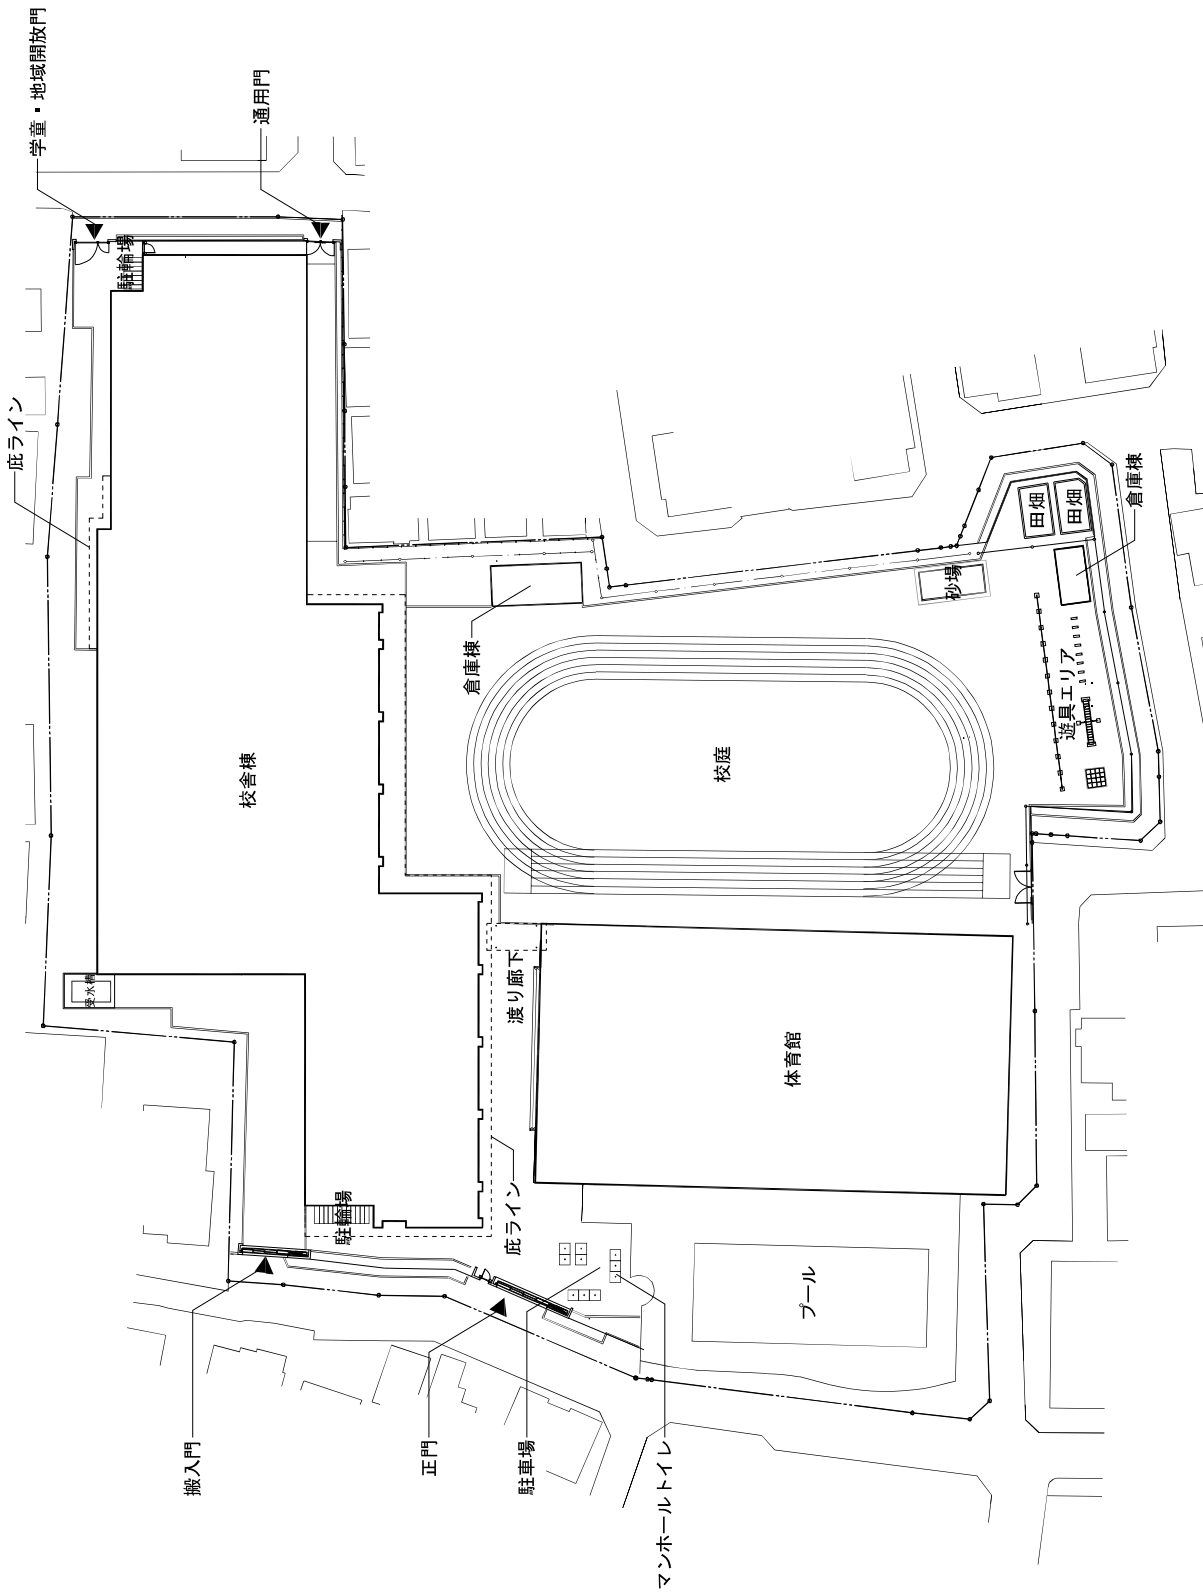 学童・地域開放門
通用門
駐輪場
庇ライン
田畑
田畑
倉庫棟
砂場
倉庫棟
遊具エリア
校舎棟
校庭
受水槽
渡り廊下
体育館
駐輪場
庇ライン
プール
搬入門
正門
駐車場
マンホールトイレ